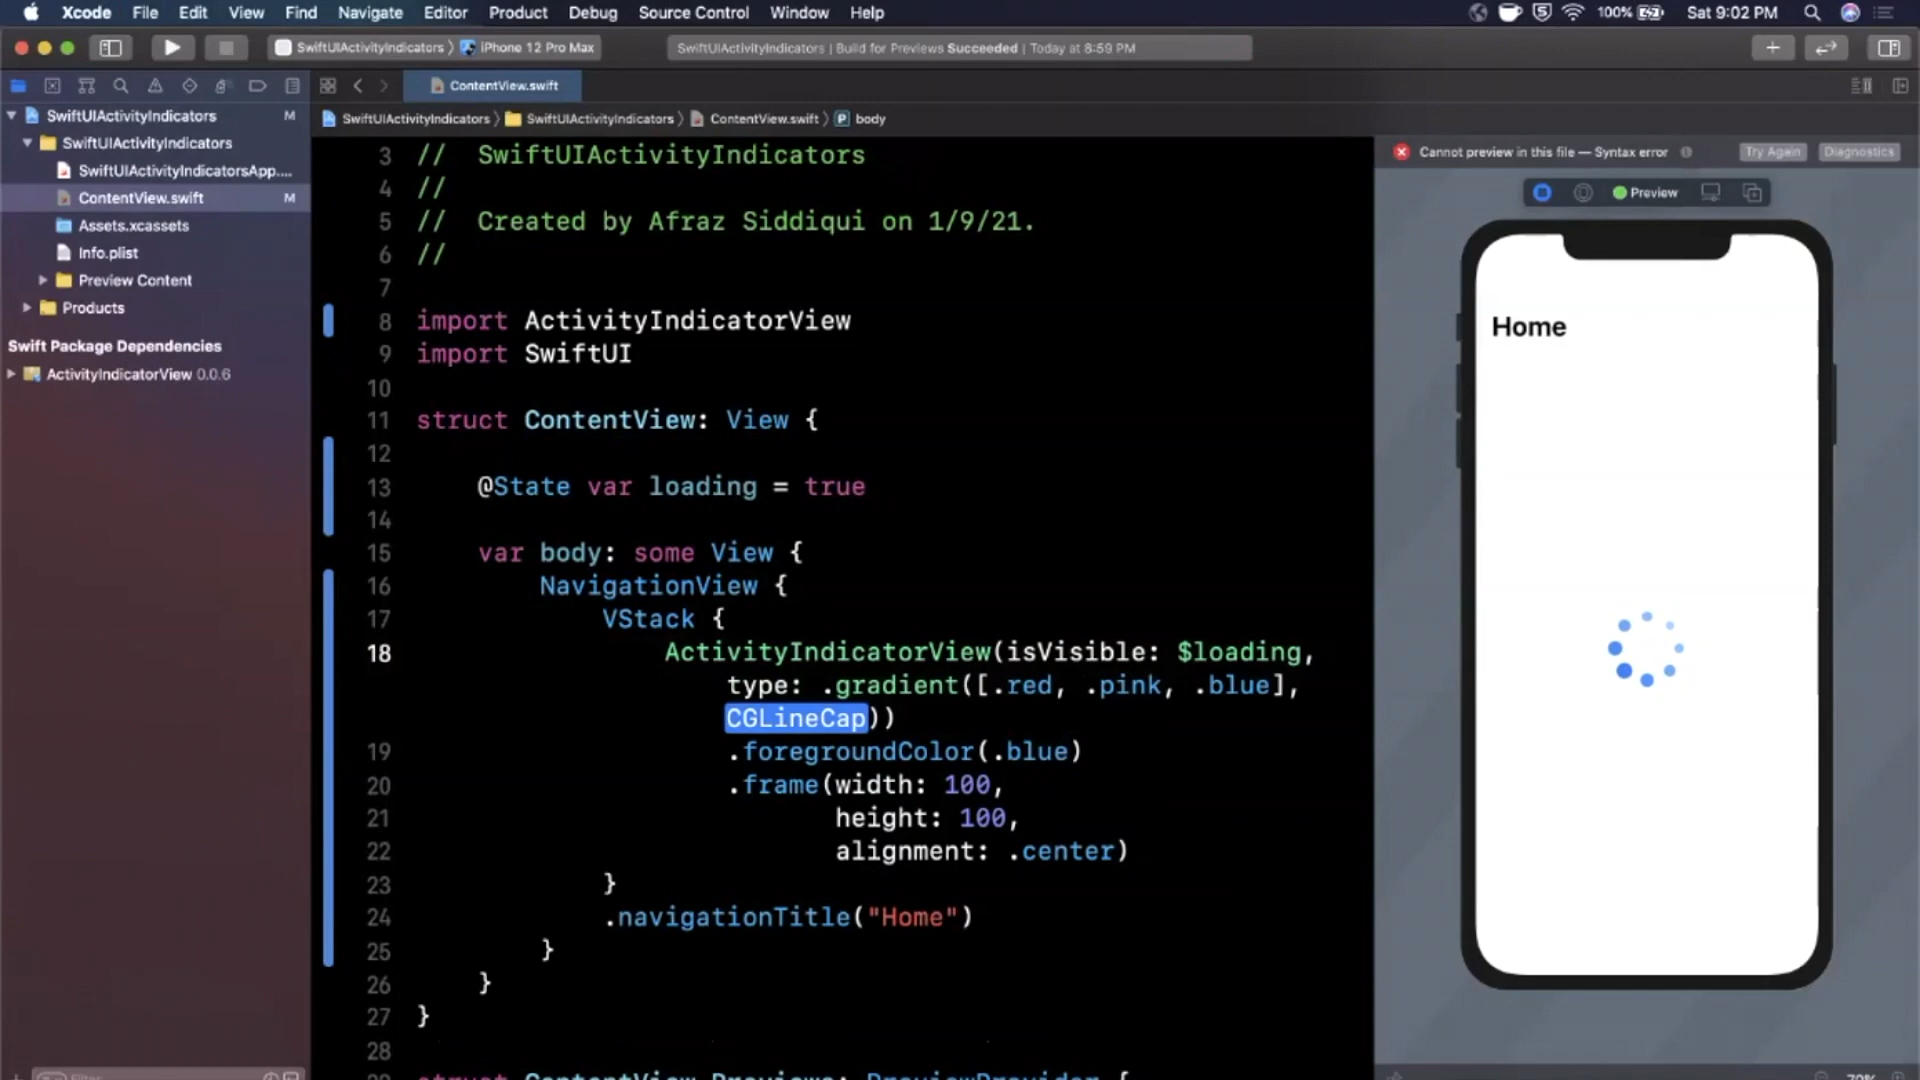 Xcode File Edit View Find Navigate Editor Product Debug Source Control Window Help
100% Sat 9:02 PM
SwiftUIActivityIndicators 〉 iPhone 12 Pro Max
SwiftUIActivityIndicators | Build for Previews Succeeded | Today at 8:59 PM
ContentView.swift
SwiftUIActivityIndicators 〉 SwiftUIActivityIndicators 〉 ContentView.swift 〉 P body
SwiftUIActivityIndicators M
SwiftUIActivityIndicators
SwiftUIActivityIndicatorsApp....
ContentView.swift M
Assets.xcassets
Info.plist
Preview Content
Products
Swift Package Dependencies
ActivityIndicatorView 0.0.6
3 // SwiftUIActivityIndicators
4 //
5 // Created by Afraz Siddiqui on 1/9/21.
6 //
7
8 import ActivityIndicatorView
9 import SwiftUI
10
11 struct ContentView: View {
12
13 @State var loading = true
14
15 var body: some View {
16 NavigationView {
17 VStack {
18 ActivityIndicatorView(isVisible: $loading,
type: .gradient([.red, .pink, .blue],
CGLineCap))
19 .foregroundColor(.blue)
20 .frame(width: 100,
21 height: 100,
22 alignment: .center)
23 }
24 .navigationTitle("Home")
25 }
26 }
27 }
28
struct ContentView_Previews: PreviewProvider {
Cannot preview in this file — Syntax error
Try Again
Diagnostics
Preview
Home